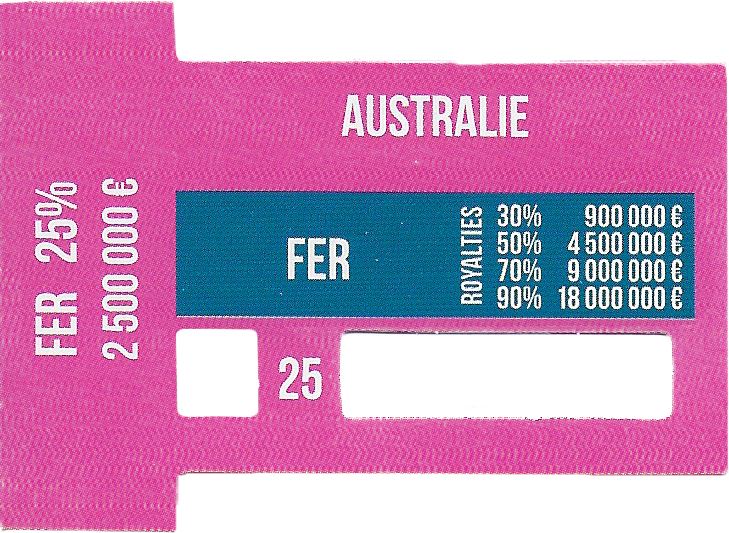 AUSTRALIE
FER 25%
2 500 000 €
FER
ROYALTIES
30% 900 000 €
50% 4 500 000 €
70% 9 000 000 €
90% 18 000 000 €
25